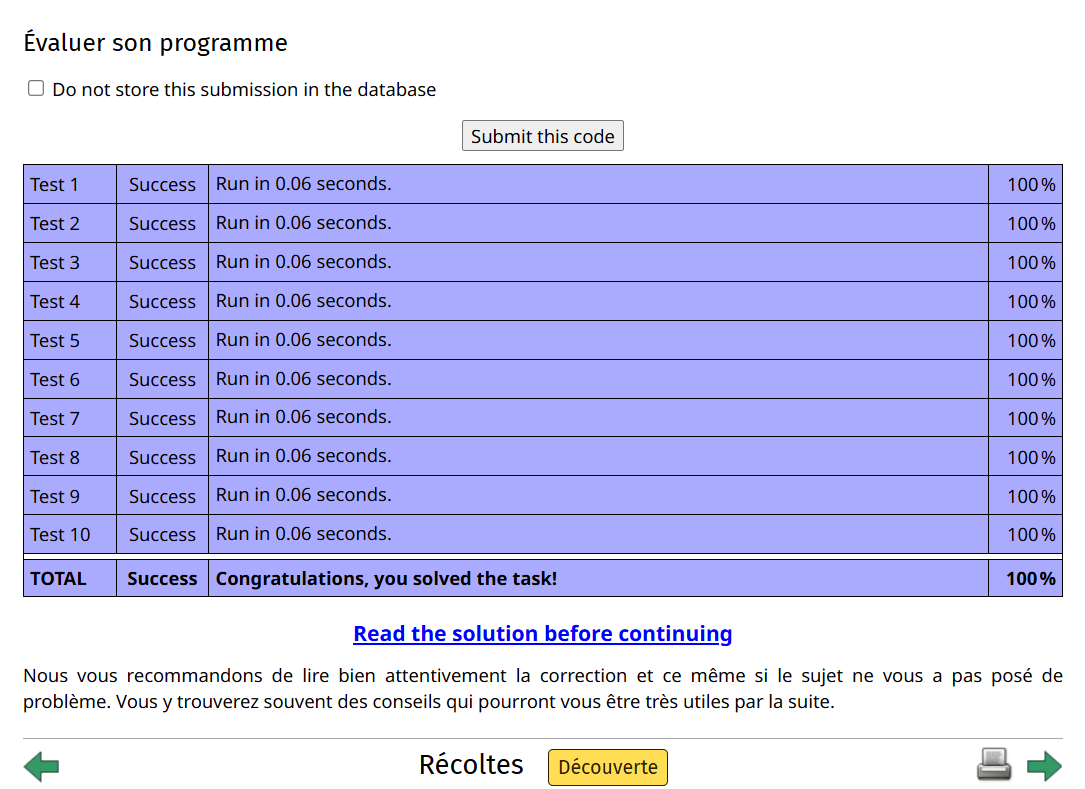 Évaluer son programme
Do not store this submission in the database
Submit this code
Test 1 Success Run in 0.06 seconds. 100 %
Test 2 Success Run in 0.06 seconds. 100 %
Test 3 Success Run in 0.06 seconds. 100 %
Test 4 Success Run in 0.06 seconds. 100 %
Test 5 Success Run in 0.06 seconds. 100 %
Test 6 Success Run in 0.06 seconds. 100 %
Test 7 Success Run in 0.06 seconds. 100 %
Test 8 Success Run in 0.06 seconds. 100 %
Test 9 Success Run in 0.06 seconds. 100 %
Test 10 Success Run in 0.06 seconds. 100 %
TOTAL Success Congratulations, you solved the task! 100 %
Read the solution before continuing
Nous vous recommandons de lire bien attentivement la correction et ce même si le sujet ne vous a pas posé de
problème. Vous y trouverez souvent des conseils qui pourront vous être très utiles par la suite.
Récoltes Découverte